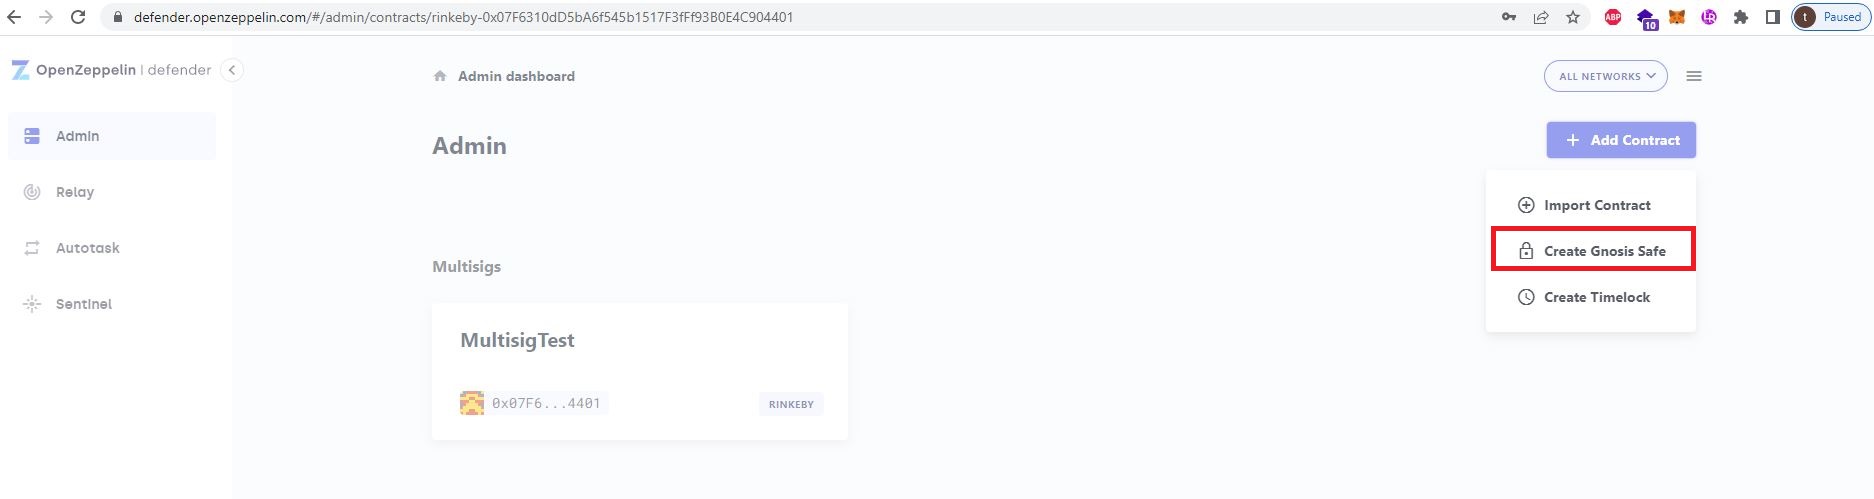 defender.openzeppelin.com/#/admin/contracts/rinkeby-0x07F6310dD5bA6f545b1517F3fFf93B0E4C904401
ABP
10
t
Paused
OpenZeppelin | defender
Admin dashboard
ALL NETWORKS
Admin
Admin
Add Contract
Relay
Import Contract
Autotask
Create Gnosis Safe
Multisigs
Create Timelock
Sentinel
MultisigTest
0x07F6...4401
RINKEBY